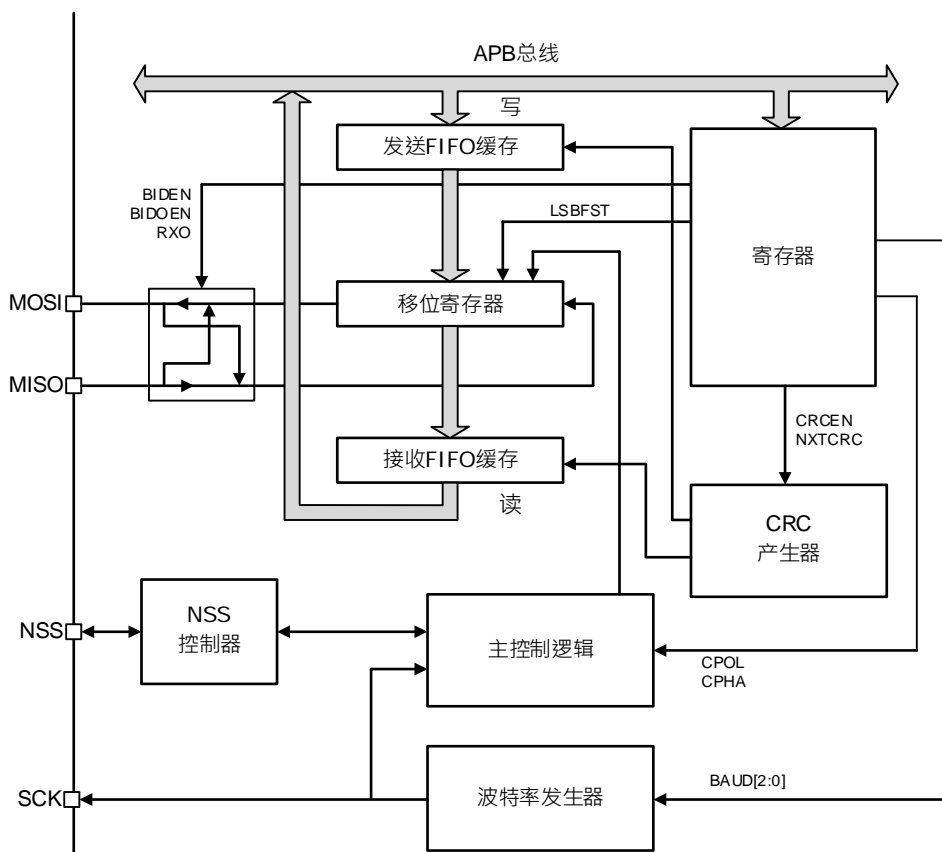 APB总线
写
发送FIFO缓存
BIDEN
BIDOEN
RXO
LSBFST
寄存器
MOSI
移位寄存器
MISO
CRCEN
NXTCRC
接收FIFO缓存
读
CRC
产生器
NSS
NSS
控制器
主控制逻辑
CPOL
CPHA
SCK
波特率发生器
BAUD[2:0]